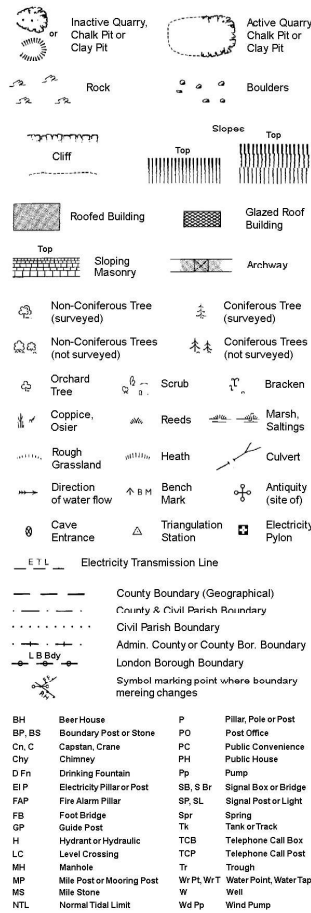 or
Inactive Quarry,
Chalk Pit or
Clay Pit
Active Quarry
Chalk Pit or
Clay Pit
Rock
Boulders
Slopes
Top
Top
Cliff
Roofed Building
Glazed Roof
Building
Top
Sloping
Masonry
Archway
Non-Coniferous Tree
(surveyed)
Coniferous Tree
(surveyed)
Non-Coniferous Trees
(not surveyed)
Coniferous Trees
(not surveyed)
Orchard
Tree
Scrub
Bracken
Coppice,
Osier
Reeds
Marsh,
Saltings
Rough
Grassland
Heath
Culvert
Direction
of water flow
B M
Bench
Mark
Antiquity
(site of)
Cave
Entrance
Triangulation
Station
Electricity
Pylon
E T L
Electricity Transmission Line
County Boundary (Geographical)
County & Civil Parish Boundary
Civil Parish Boundary
Admin. County or County Bor. Boundary
L B Bdy
London Borough Boundary
Symbol marking point where boundary
mereing changes
BH Beer House P Pillar, Pole or Post
BP, BS Boundary Post or Stone PO Post Office
Cn, C Capstan, Crane PC Public Convenience
Chy Chimney PH Public House
D Fn Drinking Fountain Pp Pump
El P Electricity Pillar or Post SB, S Br Signal Box or Bridge
FAP Fire Alarm Pillar SP, SL Signal Post or Light
FB Foot Bridge Spr Spring
GP Guide Post Tk Tank or Track
H Hydrant or Hydraulic TCB Telephone Call Box
LC Level Crossing TCP Telephone Call Post
MH Manhole Tr Trough
MP Mile Post or Mooring Post Wr Pt, Wr T Water Point, Water Tap
MS Mile Stone W Well
NTL Normal Tidal Limit Wd Pp Wind Pump